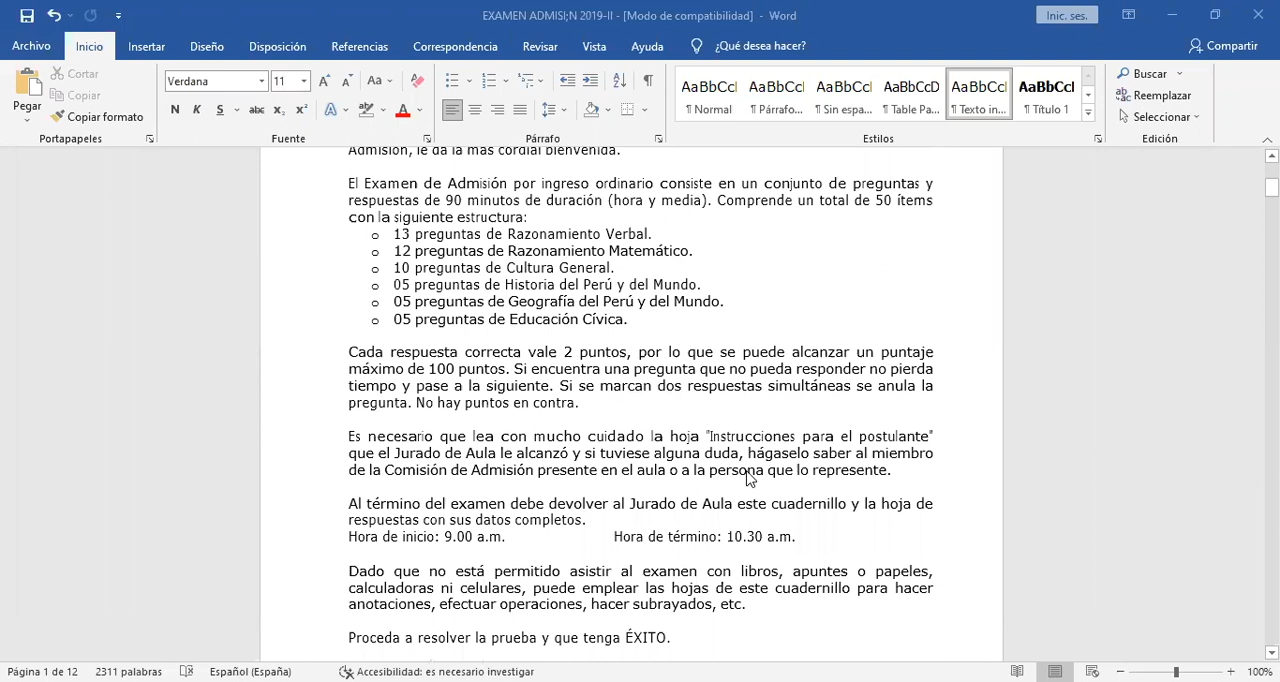 EXAMEN ADMISI;N 2019-II - [Modo de compatibilidad] - Word
Inic. ses.
Archivo Inicio Insertar Diseño Disposición Referencias Correspondencia Revisar Vista Ayuda ¿Qué desea hacer? Compartir
Pegar
Cortar
Copiar
Copiar formato
Portapapeles
Verdana 11
N K S abc x₂ x²
Fuente
Párrafo
AaBbCcI AaBbCcI AaBbCcI AaBbCcD AaBbCcI AaBbCcI
¶ Normal ¶ Párrafo... ¶ Sin espa... ¶ Table Pa... ¶ Texto in... ¶ Título 1
Estilos
Buscar
Reemplazar
Seleccionar
Edición
Admisión, le da la más cordial bienvenida.
El Examen de Admisión por ingreso ordinario consiste en un conjunto de preguntas y
respuestas de 90 minutos de duración (hora y media). Comprende un total de 50 ítems
con la siguiente estructura:
o 13 preguntas de Razonamiento Verbal.
o 12 preguntas de Razonamiento Matemático.
o 10 preguntas de Cultura General.
o 05 preguntas de Historia del Perú y del Mundo.
o 05 preguntas de Geografía del Perú y del Mundo.
o 05 preguntas de Educación Cívica.
Cada respuesta correcta vale 2 puntos, por lo que se puede alcanzar un puntaje
máximo de 100 puntos. Si encuentra una pregunta que no pueda responder no pierda
tiempo y pase a la siguiente. Si se marcan dos respuestas simultáneas se anula la
pregunta. No hay puntos en contra.
Es necesario que lea con mucho cuidado la hoja "Instrucciones para el postulante"
que el Jurado de Aula le alcanzó y si tuviese alguna duda, hágaselo saber al miembro
de la Comisión de Admisión presente en el aula o a la persona que lo represente.
Al término del examen debe devolver al Jurado de Aula este cuadernillo y la hoja de
respuestas con sus datos completos.
Hora de inicio: 9.00 a.m. Hora de término: 10.30 a.m.
Dado que no está permitido asistir al examen con libros, apuntes o papeles,
calculadoras ni celulares, puede emplear las hojas de este cuadernillo para hacer
anotaciones, efectuar operaciones, hacer subrayados, etc.
Proceda a resolver la prueba y que tenga ÉXITO.
Página 1 de 12 2311 palabras Español (España) Accesibilidad: es necesario investigar 100%